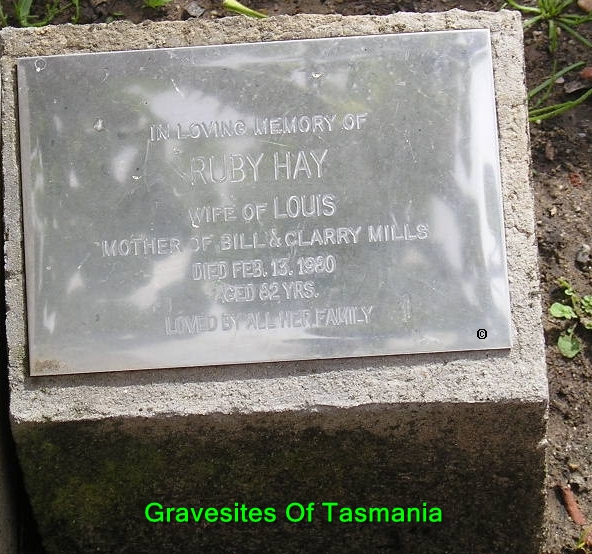 IN LOVING MEMORY OF
RUBY HAY
WIFE OF LOUIS
MOTHER OF BILL & CLARRY MILLS
DIED FEB. 13. 1980
AGED 82 YRS.
LOVED BY ALL HER FAMILY
©
Gravesites Of Tasmania